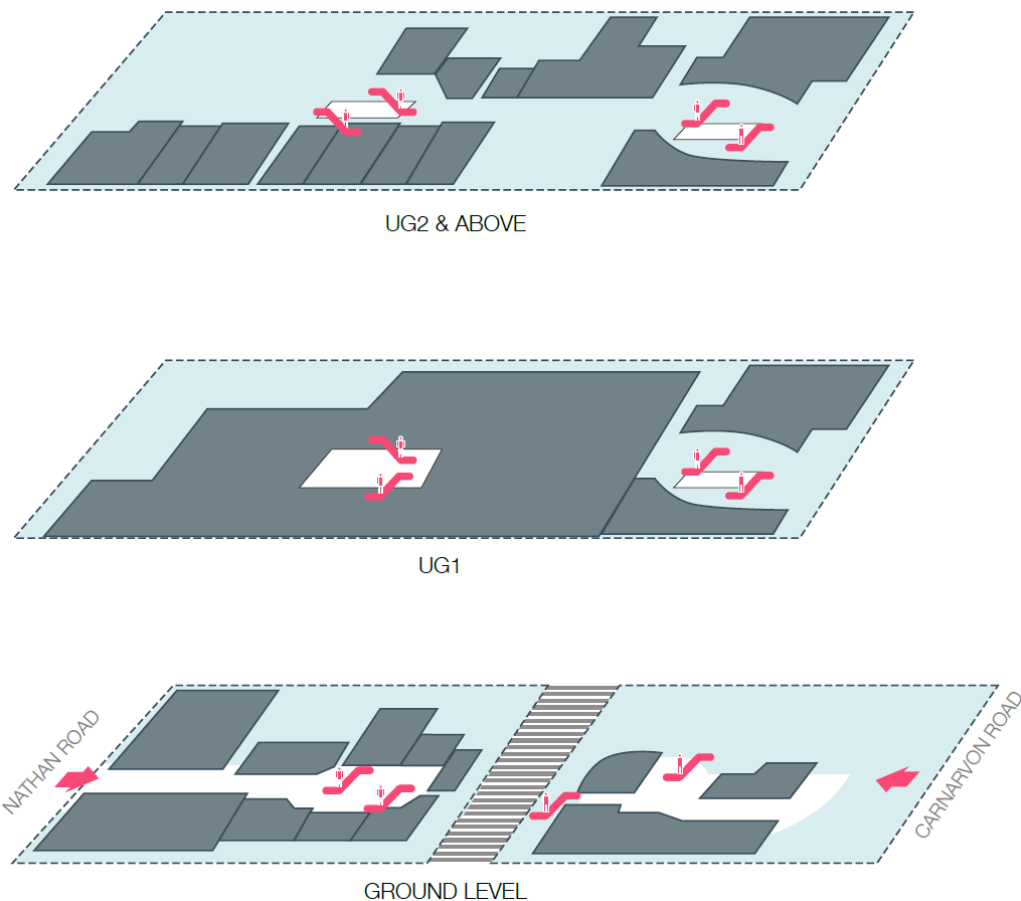 UG2 & ABOVE
UG1
NATHAN ROAD
CARNARVON ROAD
GROUND LEVEL